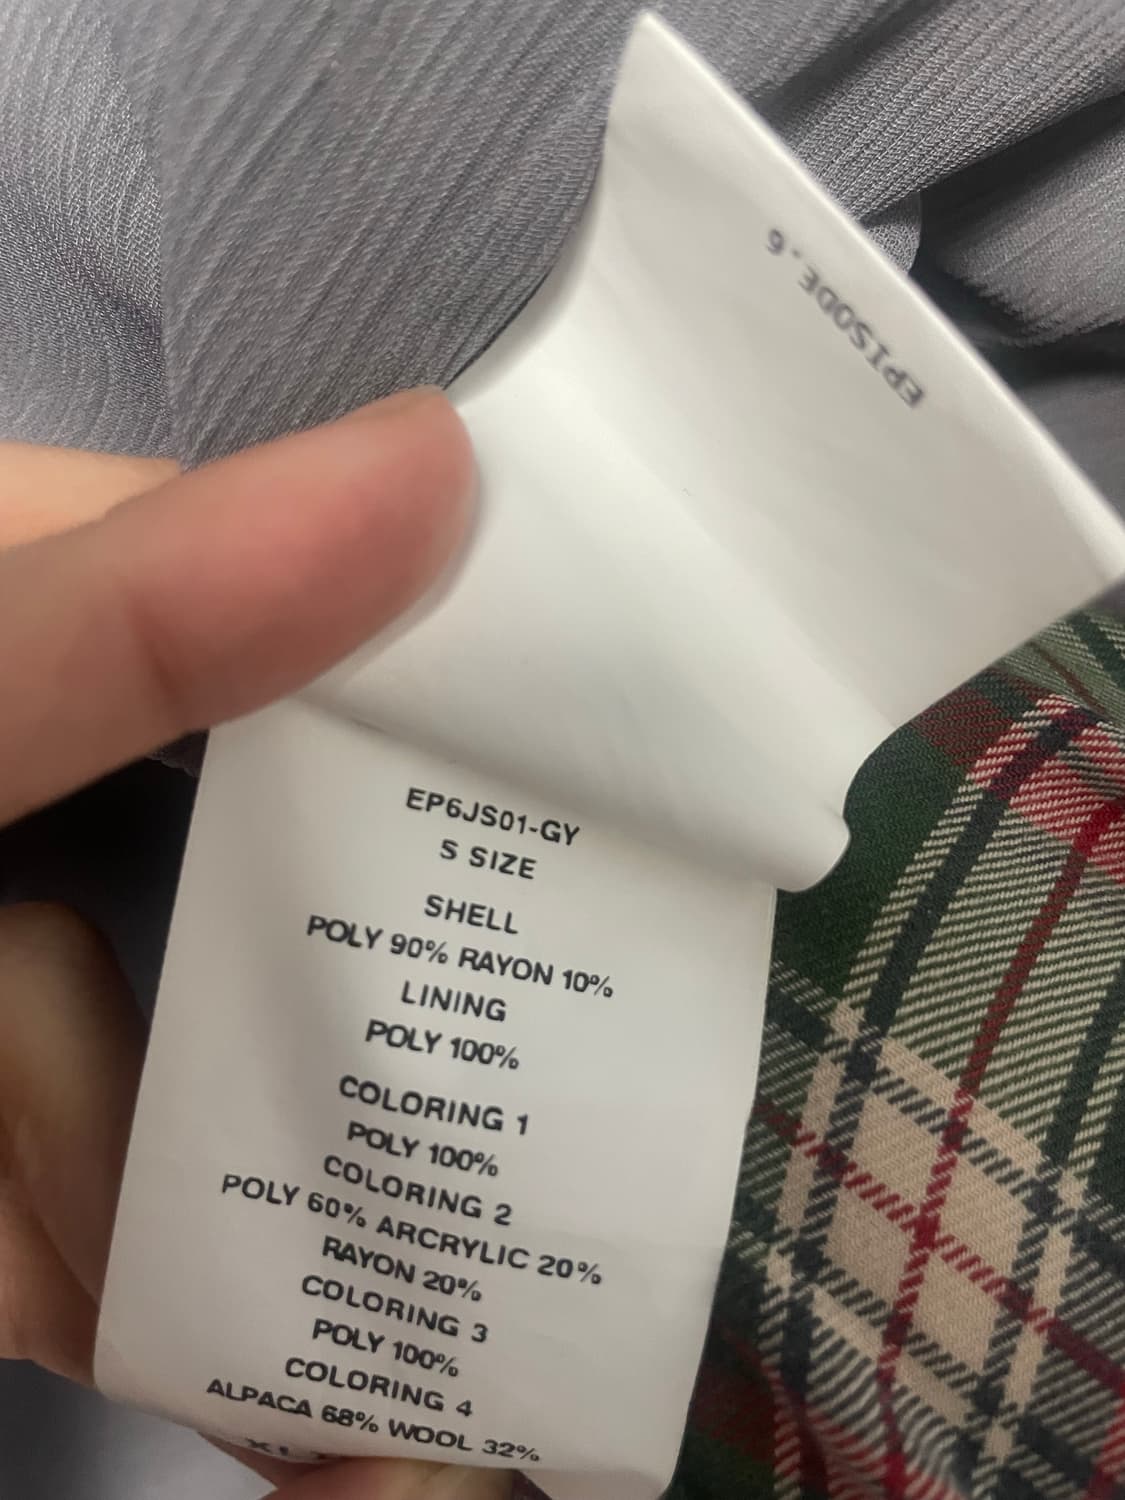 EPISODE.6
EP6JS01-GY
S SIZE
SHELL
POLY 90% RAYON 10%
LINING
POLY 100%
COLORING 1
POLY 100%
COLORING 2
POLY 60% ARCRYLIC 20%
RAYON 20%
COLORING 3
POLY 100%
COLORING 4
ALPACA 68% WOOL 32%